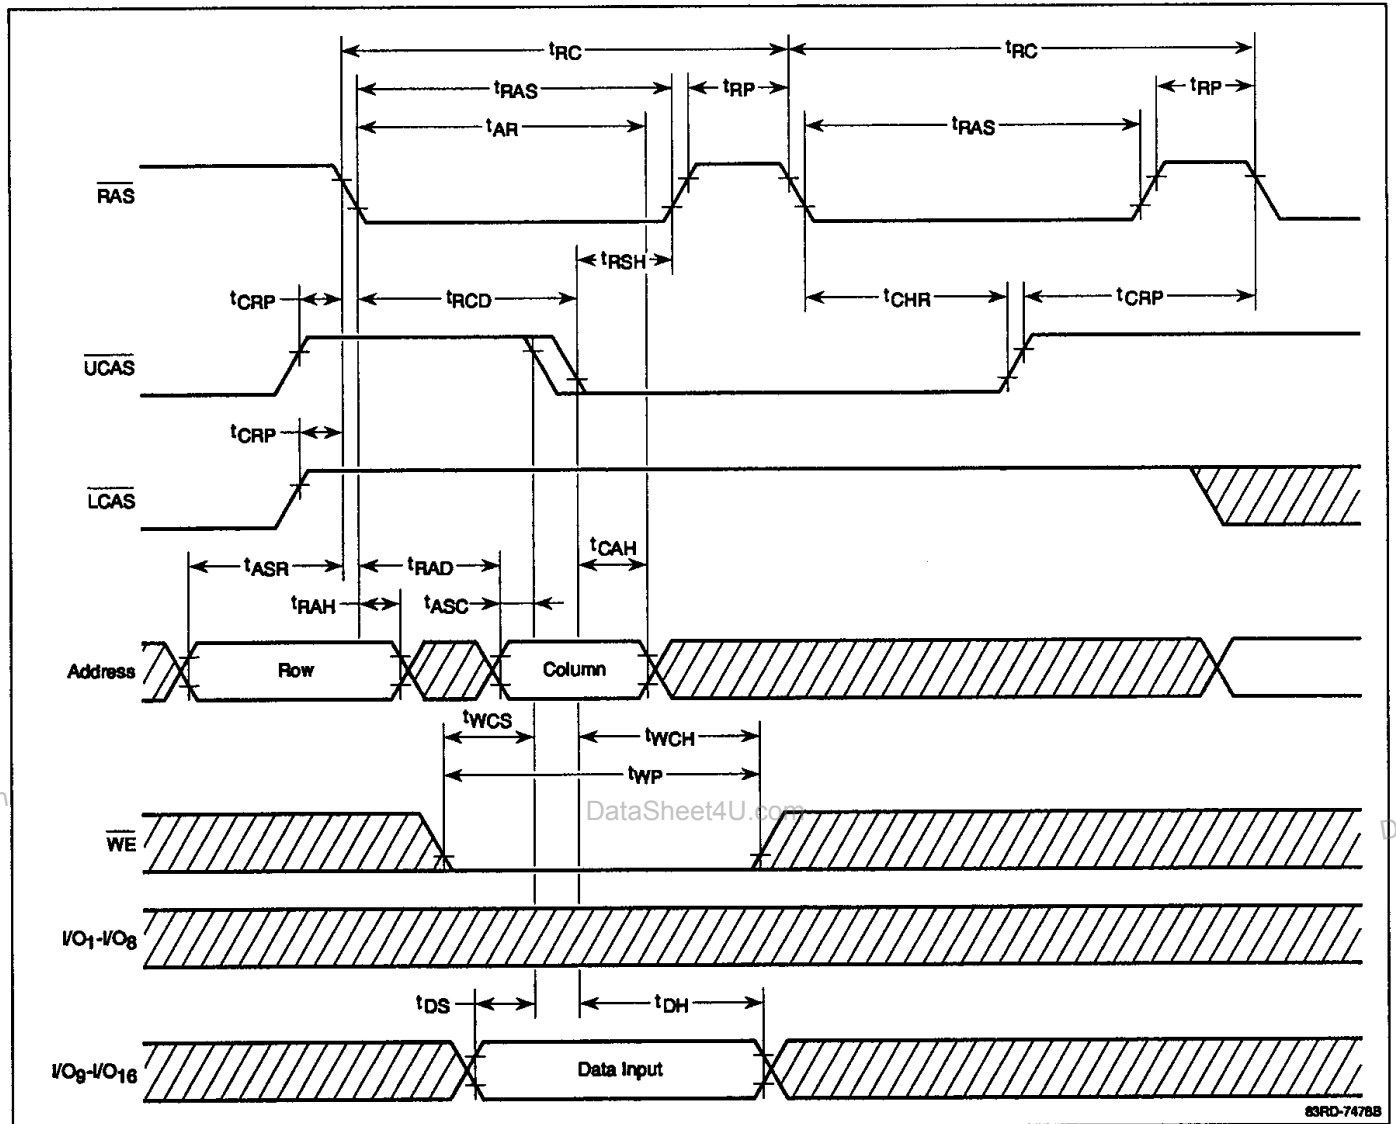 tRC tRC
tRAS tRP tRP
tAR tRAS
RAS
tRSH
tCRP tRCD tCHR tCRP
UCAS
tCRP
LCAS
tCAH
tASR tRAD
tRAH tASC
Address Row Column
tWCS tWCH
tWP
DataSheet4U.com
WE
I/O1-I/O8
tDS tDH
I/O9-I/O16 Data Input
83RD-7476B